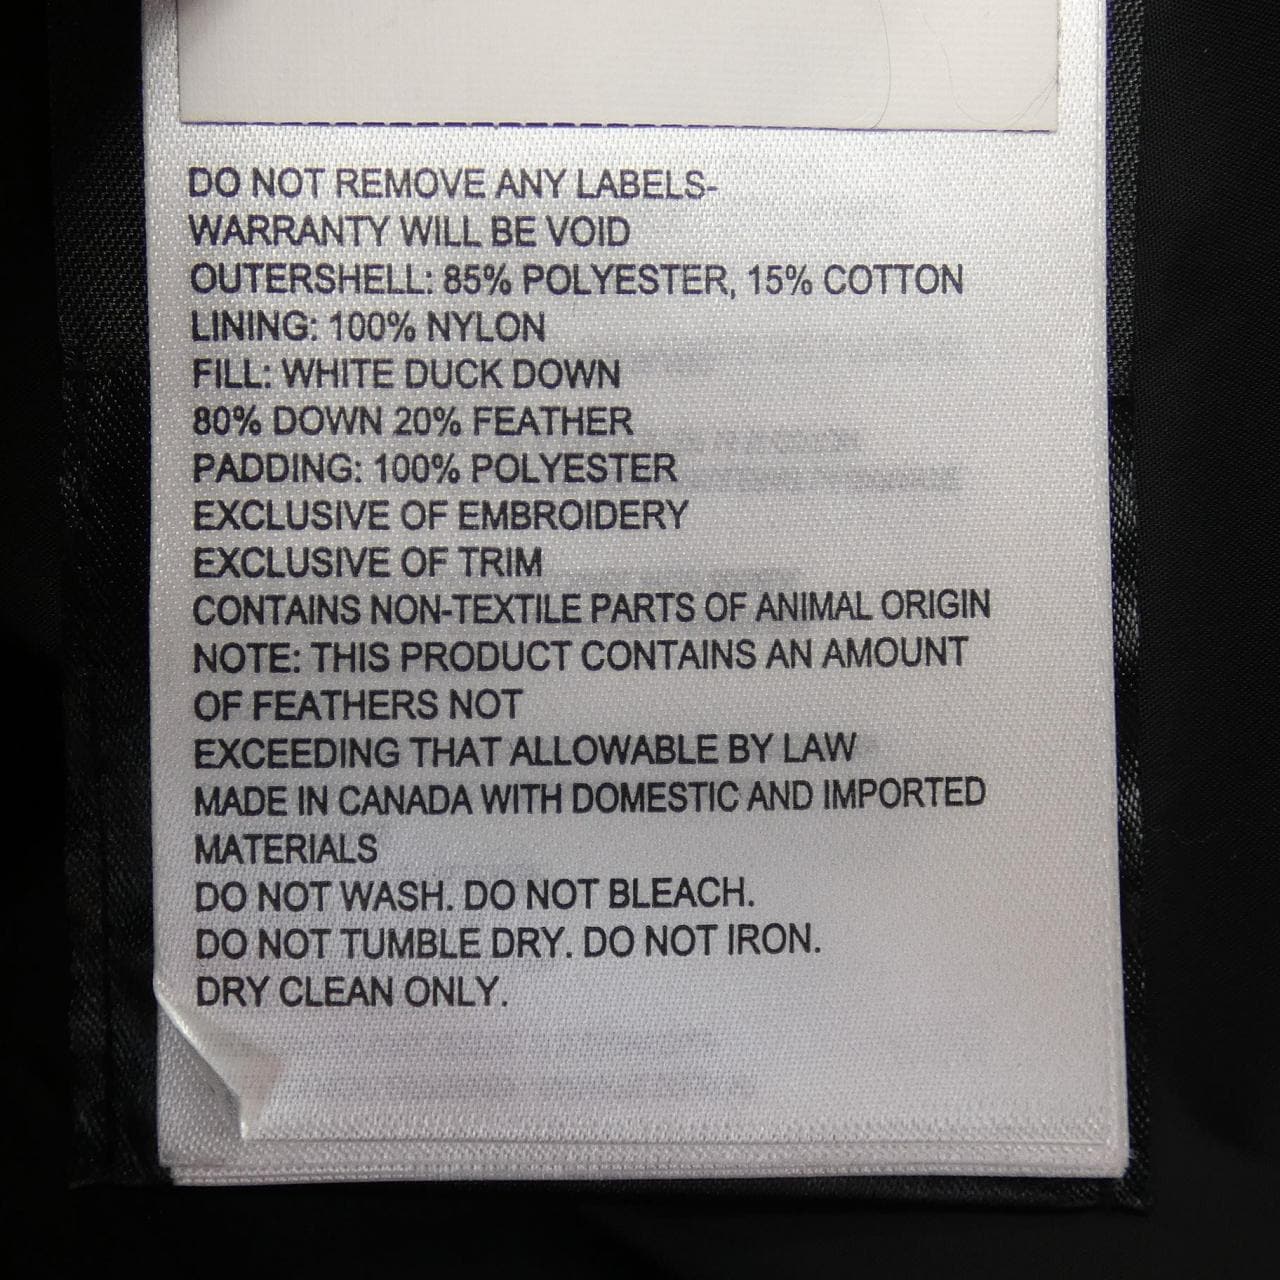 DO NOT REMOVE ANY LABELS-
WARRANTY WILL BE VOID
OUTERSHELL: 85% POLYESTER, 15% COTTON
LINING: 100% NYLON
FILL: WHITE DUCK DOWN
80% DOWN 20% FEATHER
PADDING: 100% POLYESTER
EXCLUSIVE OF EMBROIDERY
EXCLUSIVE OF TRIM
CONTAINS NON-TEXTILE PARTS OF ANIMAL ORIGIN
NOTE: THIS PRODUCT CONTAINS AN AMOUNT
OF FEATHERS NOT
EXCEEDING THAT ALLOWABLE BY LAW
MADE IN CANADA WITH DOMESTIC AND IMPORTED
MATERIALS
DO NOT WASH. DO NOT BLEACH.
DO NOT TUMBLE DRY. DO NOT IRON.
DRY CLEAN ONLY.